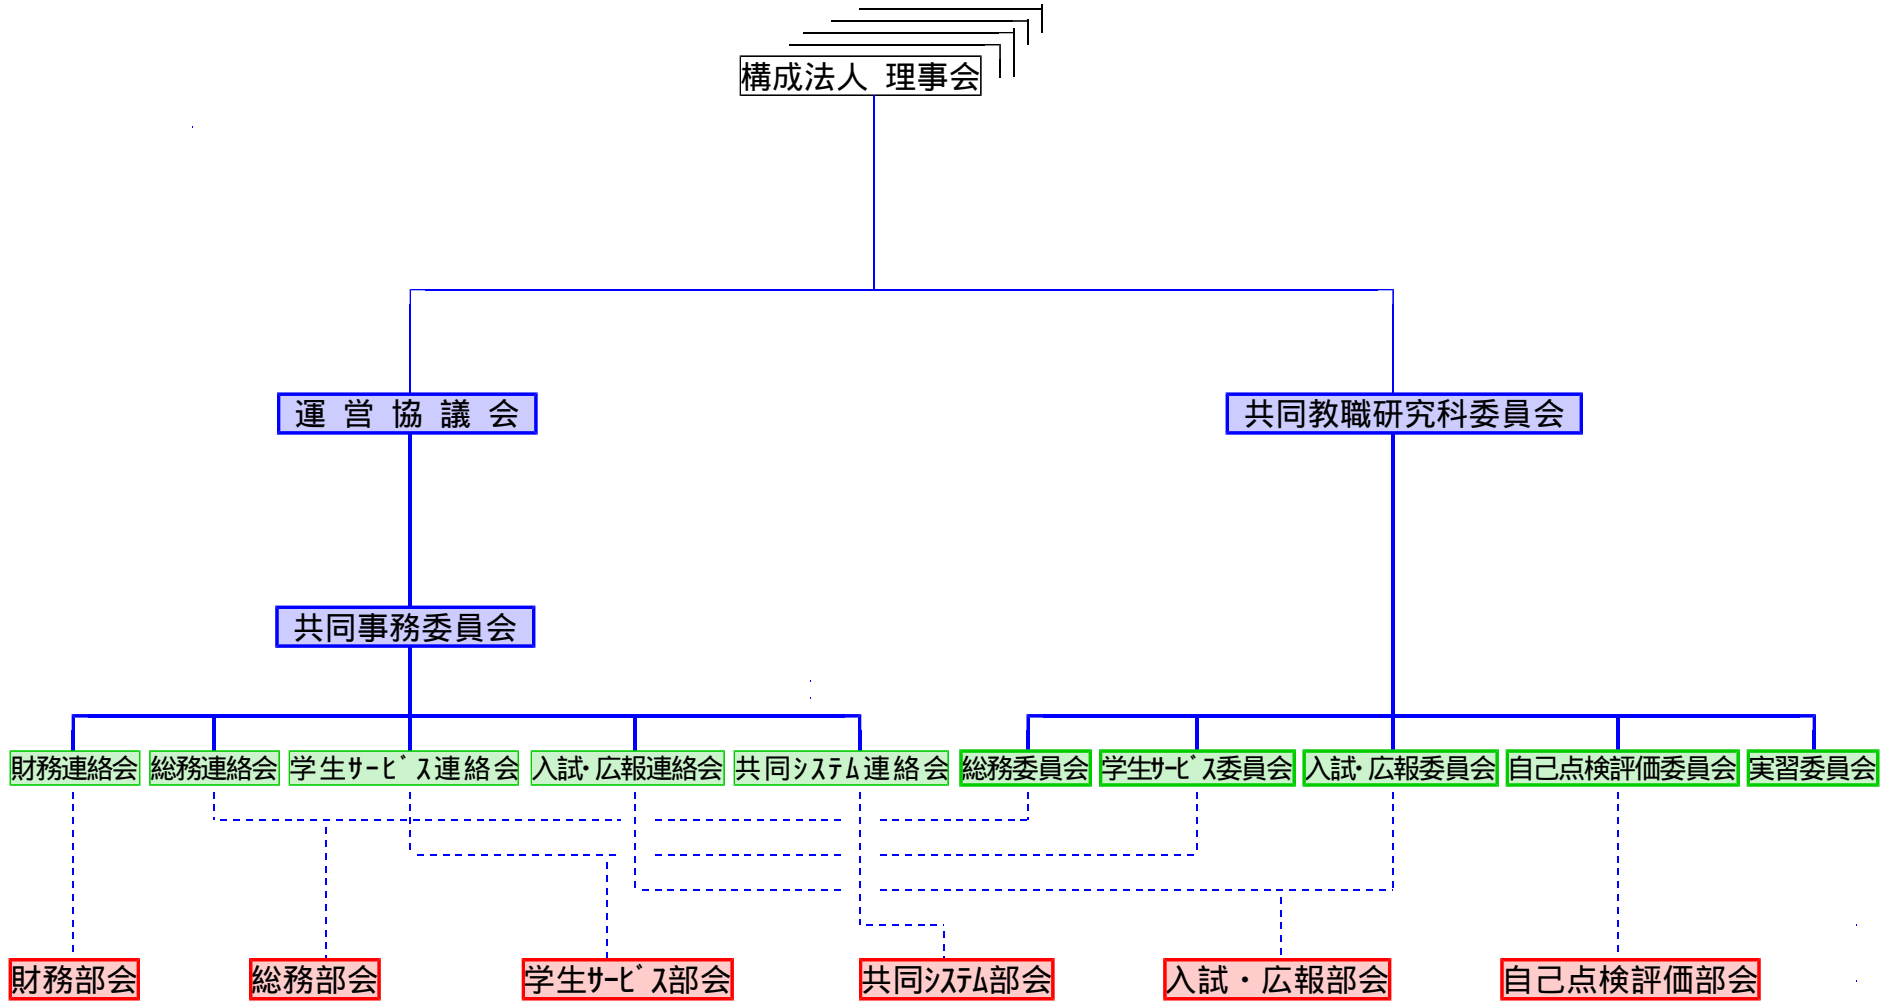 構成法人 理事会
運 営 協 議 会
共同教職研究科委員会
共同事務委員会
財務連絡会
総務連絡会
学生ｻｰﾋﾞｽ連絡会
入試･広報連絡会
共同ｼｽﾃﾑ連絡会
総務委員会
学生ｻｰﾋﾞｽ委員会
入試･広報委員会
自己点検評価委員会
実習委員会
財務部会
総務部会
学生ｻｰﾋﾞｽ部会
共同ｼｽﾃﾑ部会
入試・広報部会
自己点検評価部会